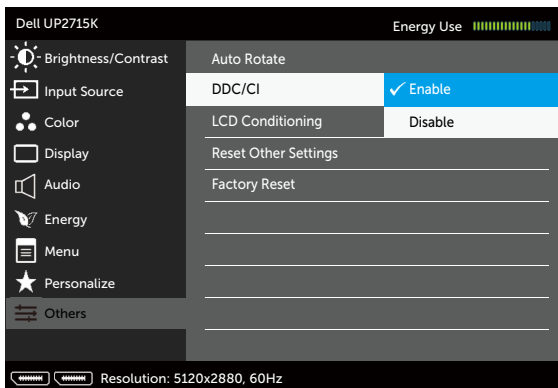 Dell UP2715K
Energy Use
Brightness/Contrast
Auto Rotate
DDC/CI
Enable
Input Source
Color
LCD Conditioning
Disable
Display
Reset Other Settings
Audio
Factory Reset
Energy
Menu
Personalize
Others
Resolution: 5120x2880, 60Hz